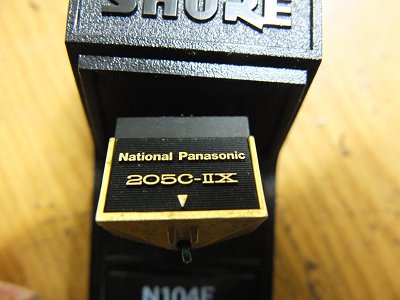 SHURE
National Panasonic
205C-IIX
N104E